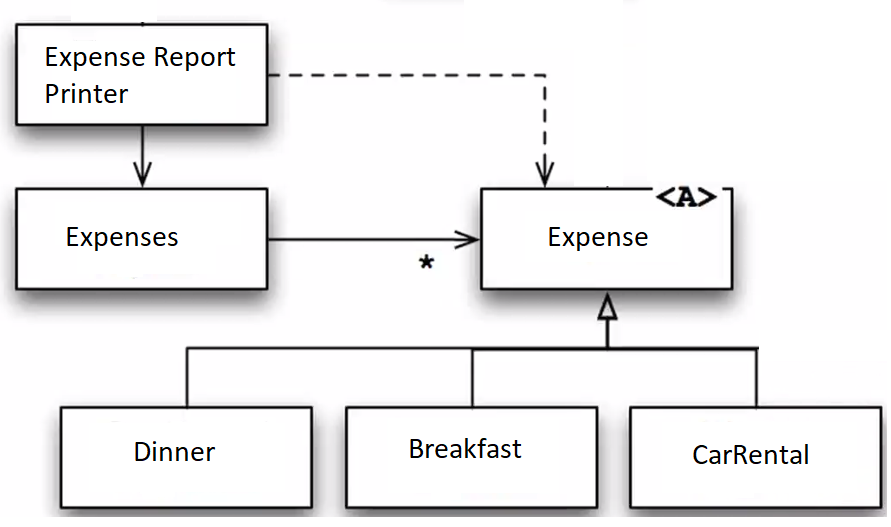 Expense Report
Printer
<A>
Expenses
Expense
*
Dinner
Breakfast
CarRental